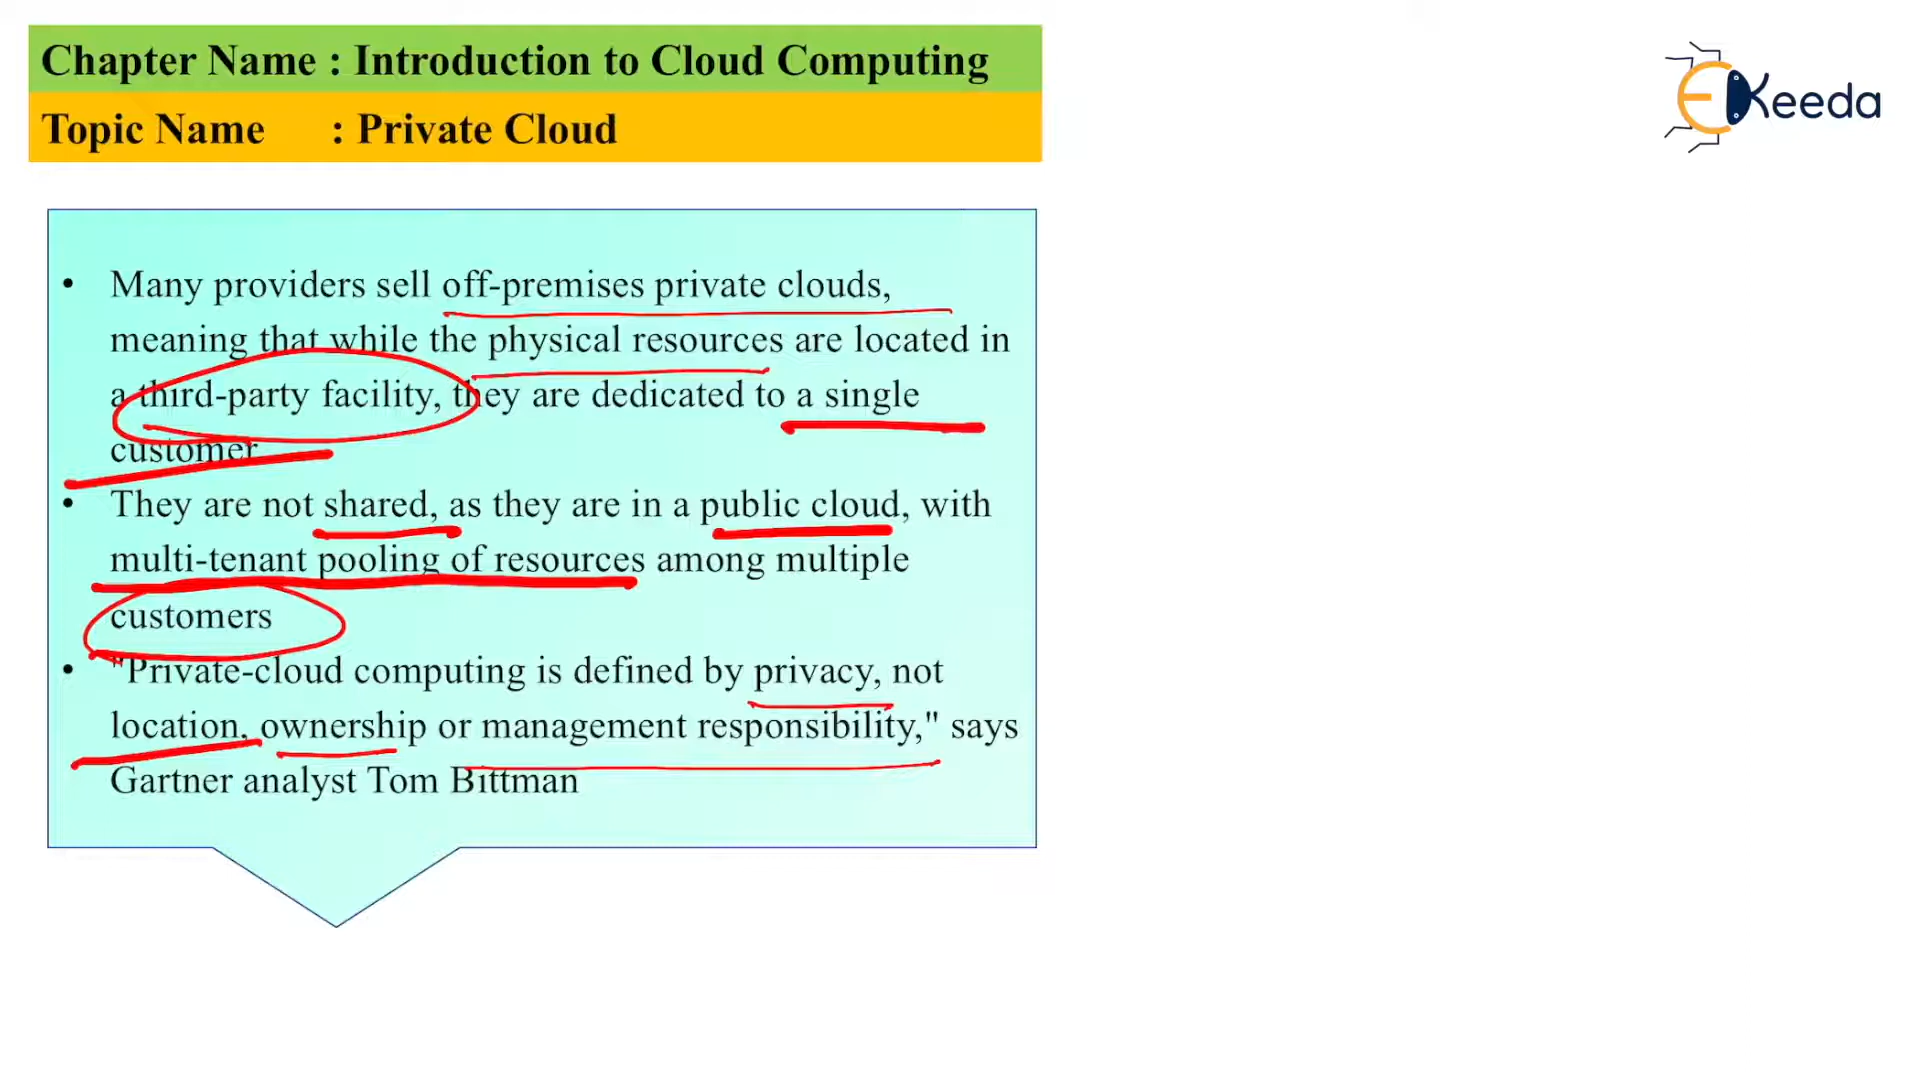 Chapter Name : Introduction to Cloud Computing
Topic Name : Private Cloud
EKeeda
• Many providers sell off-premises private clouds,
meaning that while the physical resources are located in
a third-party facility, they are dedicated to a single
customer
• They are not shared, as they are in a public cloud, with
multi-tenant pooling of resources among multiple
customers
• "Private-cloud computing is defined by privacy, not
location, ownership or management responsibility," says
Gartner analyst Tom Bittman